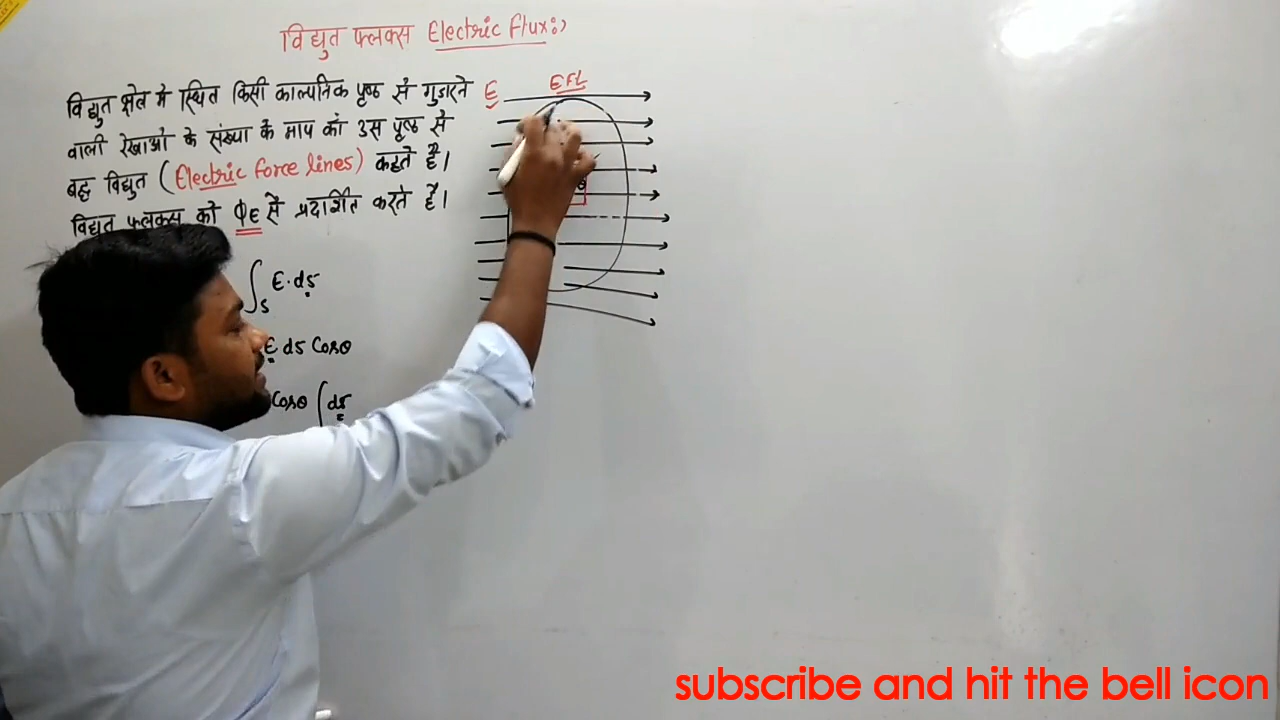 विद्युत फ्लक्स Electric Flux:›
विद्युत क्षेत्र मे स्थित किसी काल्पनिक पृष्ठ से गुडारने
वाली रेखाओ के संख्या के माप को उस पृष्ठ से
बद्ध विद्युत (Electric force lines) कहते है।
विद्युत फ्लक्स को ΦE से प्रदर्शित करते है।
E
EFL
∫S E·ds
E ds Cosθ
Cosθ ∫ds
subscribe and hit the bell icon